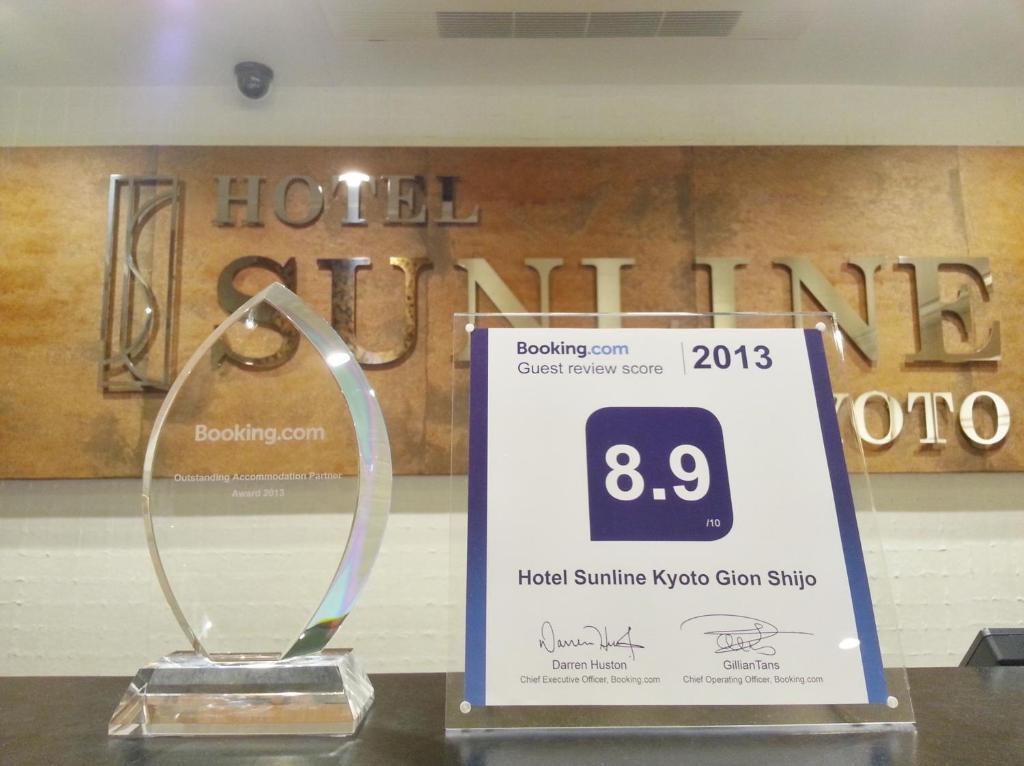 HOTEL
SUNLINE
KYOTO
Booking.com
Outstanding Accommodation Partner
Award 2013
Booking.com
Guest review score
2013
8.9
/10
Hotel Sunline Kyoto Gion Shijo
Darren Huston
GillianTans
Chief Executive Officer, Booking.com
Chief Operating Officer, Booking.com